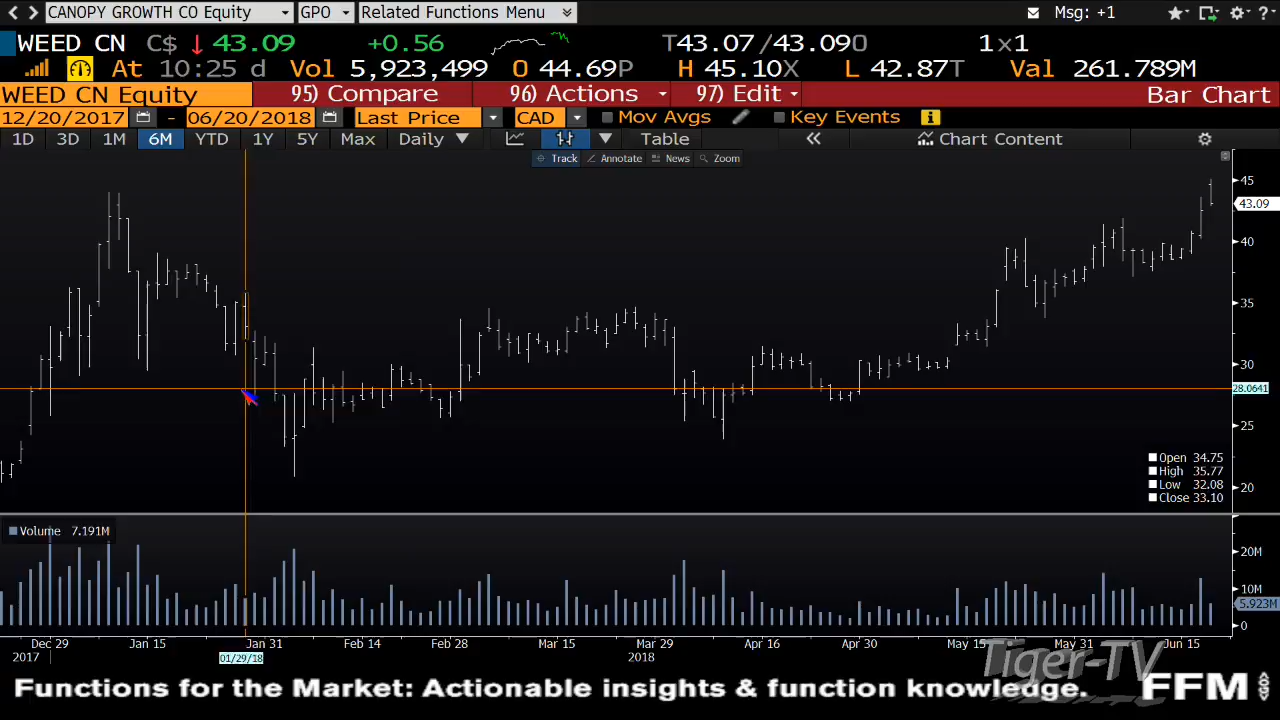 CANOPY GROWTH CO Equity GPO Related Functions Menu Msg: +1
WEED CN C$ 43.09 +0.56 T43.07/43.09O 1x1
At 10:25 d Vol 5,923,499 O 44.69P H 45.10X L 42.87T Val 261.789M
WEED CN Equity 95) Compare 96) Actions 97) Edit Bar Chart
12/20/2017 - 06/20/2018 Last Price CAD Mov Avgs Key Events
1D 3D 1M 6M YTD 1Y 5Y Max Daily Table « Chart Content
Track Annotate News Zoom
45
43.09
40
35
30
28.0641
25
Open 34.75
High 35.77
Low 32.08
20
Close 33.10
Volume 7.191M
20M
10M
5.923M
0
Dec 29 Jan 15 Jan 31 Feb 14 Feb 28 Mar 15 Mar 29 Apr 16 Apr 30 May 15 May 31 Jun 15
2017 01/29/18 2018
Tiger-TV
Functions for the Market: Actionable insights & function knowledge. FFM